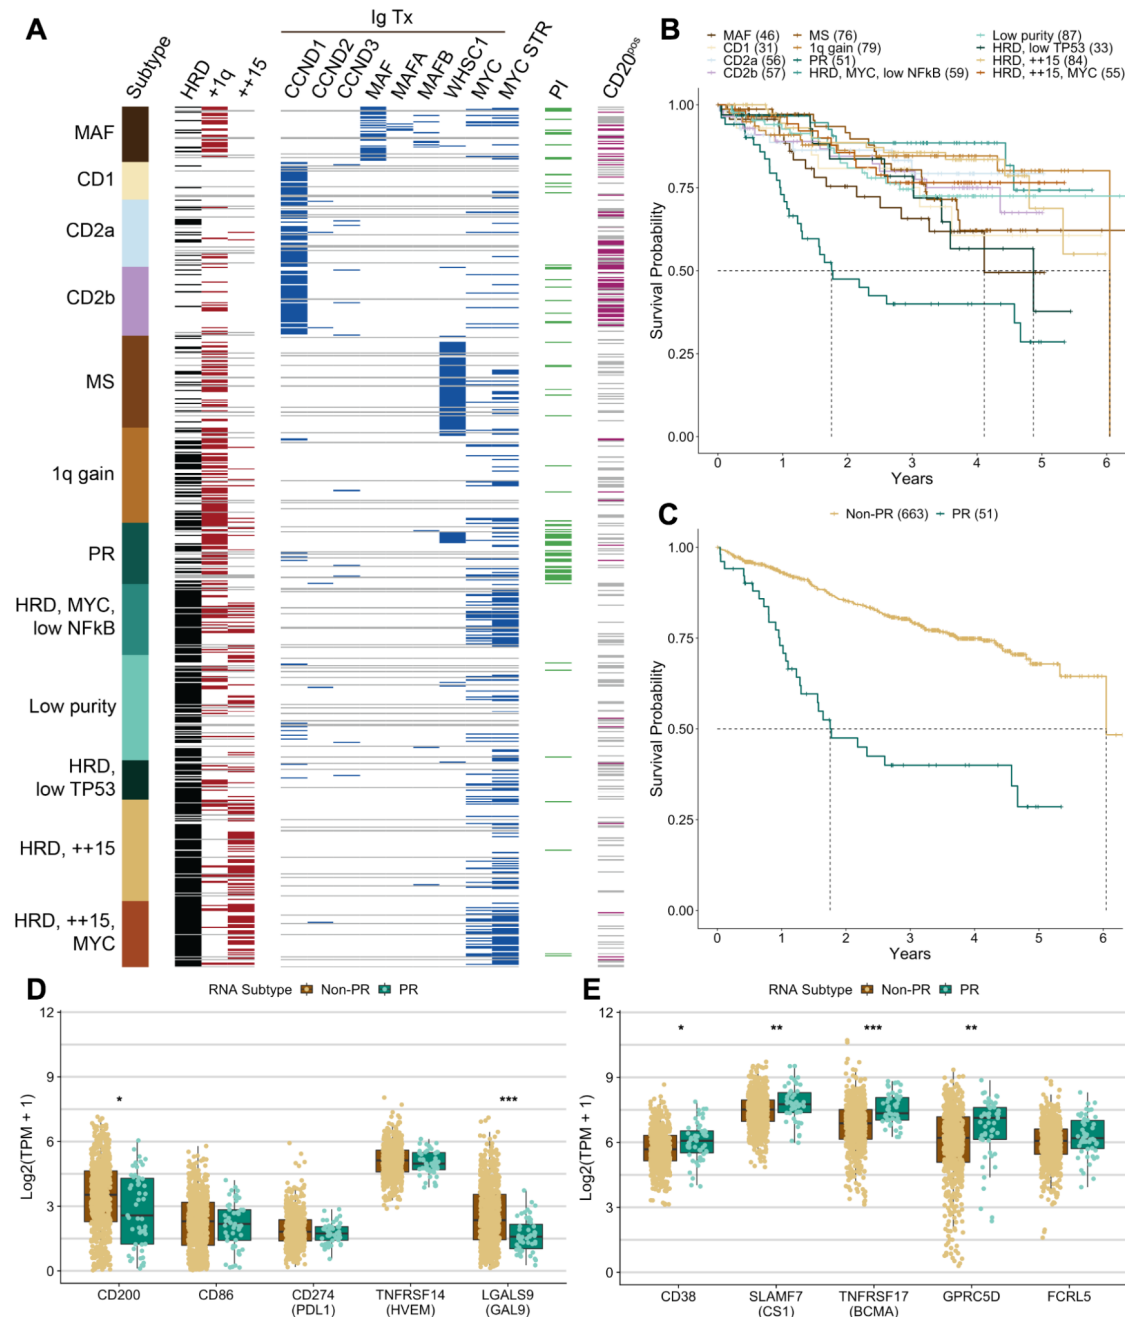 A
Ig Tx
Subtype
HRD
+1q
++15
CCND1
CCND2
CCND3
MAF
MAFA
MAFB
WHSC1
MYC
MYC STR
PI
CD20pos
MAF
CD1
CD2a
CD2b
MS
1q gain
PR
HRD, MYC,
low NFkB
Low purity
HRD,
low TP53
HRD, ++15
HRD, ++15,
MYC
B
MAF (46)
CD1 (31)
CD2a (56)
CD2b (57)
MS (76)
1q gain (79)
PR (51)
HRD, MYC, low NFkB (59)
Low purity (87)
HRD, low TP53 (33)
HRD, ++15 (84)
HRD, ++15, MYC (55)
Survival Probability
1.00
0.75
0.50
0.25
0.00
0 1 2 3 4 5 6
Years
C
Non-PR (663) PR (51)
Survival Probability
1.00
0.75
0.50
0.25
0.00
0 1 2 3 4 5 6
Years
D
RNA Subtype Non-PR PR
Log2(TPM + 1)
12
9
6
3
0
* ***
CD200 CD86 CD274 TNFRSF14 LGALS9
(PDL1) (HVEM) (GAL9)
E
RNA Subtype Non-PR PR
Log2(TPM + 1)
12
9
6
3
0
* ** *** **
CD38 SLAMF7 TNFRSF17 GPRC5D FCRL5
(CS1) (BCMA)